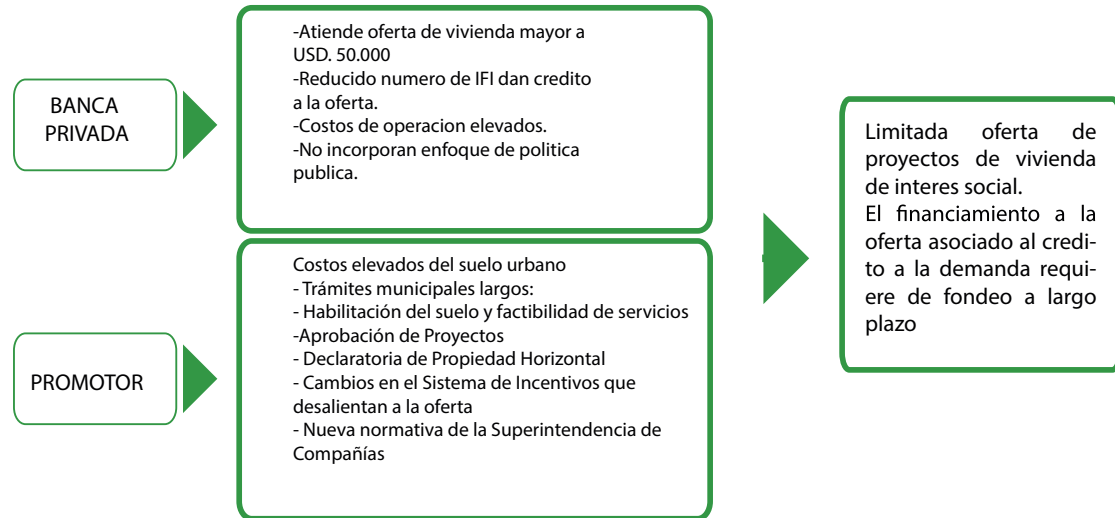 BANCA
PRIVADA
-Atiende oferta de vivienda mayor a
USD. 50.000
-Reducido numero de IFI dan credito
a la oferta.
-Costos de operacion elevados.
-No incorporan enfoque de politica
publica.
PROMOTOR
Costos elevados del suelo urbano
- Trámites municipales largos:
- Habilitación del suelo y factibilidad de servicios
-Aprobación de Proyectos
- Declaratoria de Propiedad Horizontal
- Cambios en el Sistema de Incentivos que
desalientan a la oferta
- Nueva normativa de la Superintendencia de
Compañías
Limitada oferta de
proyectos de vivienda
de interes social.
El financiamiento a la
oferta asociado al credi-
to a la demanda requi-
ere de fondeo a largo
plazo